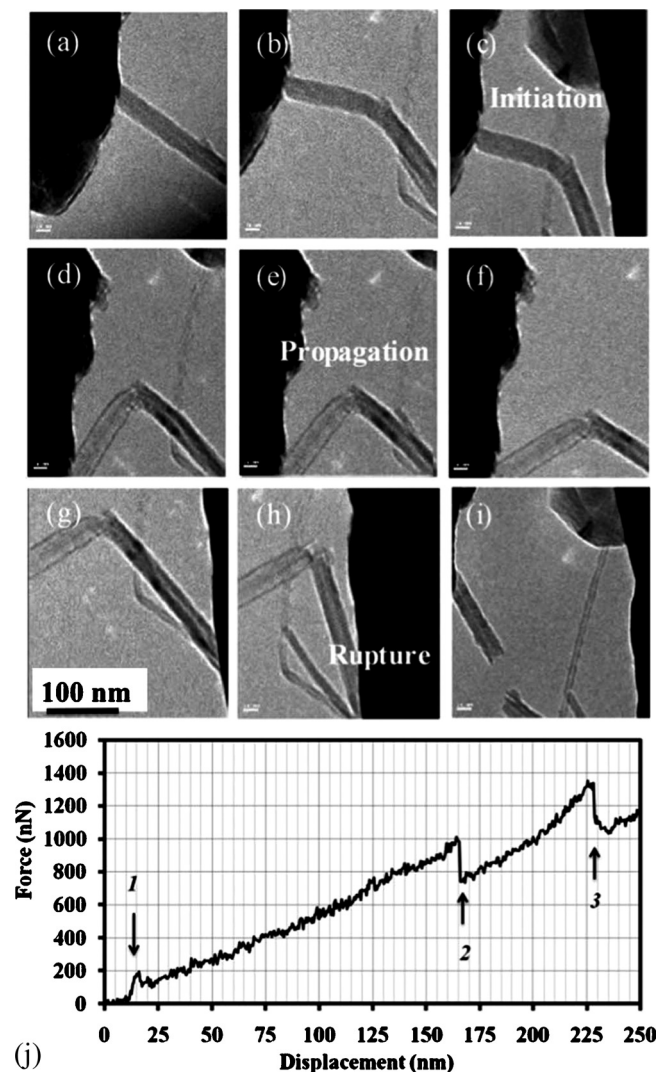 (a)
(b)
(c)
Initiation
(d)
(e)
(f)
Propagation
(g)
(h)
(i)
Rupture
100 nm
1600
1400
1200
1000
800
600
400
200
0
Force (nN)
1
2
3
0 25 50 75 100 125 150 175 200 225 250
Displacement (nm)
(j)